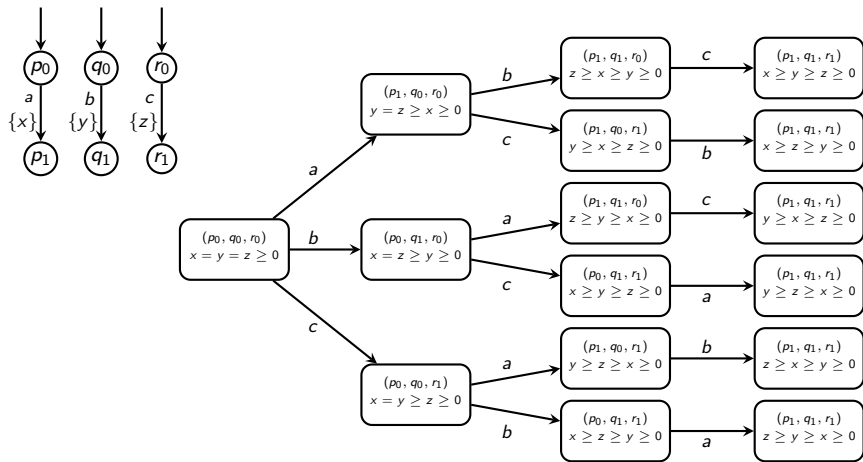 p₀ q₀ r₀
a b c
{x} {y} {z}
p₁ q₁ r₁
(p₀, q₀, r₀)
x = y = z ≥ 0
a
b
c
(p₁, q₀, r₀)
y = z ≥ x ≥ 0
(p₀, q₁, r₀)
x = z ≥ y ≥ 0
(p₀, q₀, r₁)
x = y ≥ z ≥ 0
b
c
a
c
a
b
(p₁, q₁, r₀)
z ≥ x ≥ y ≥ 0
(p₁, q₀, r₁)
y ≥ x ≥ z ≥ 0
(p₁, q₁, r₀)
z ≥ y ≥ x ≥ 0
(p₀, q₁, r₁)
x ≥ y ≥ z ≥ 0
(p₁, q₀, r₁)
y ≥ z ≥ x ≥ 0
(p₀, q₁, r₁)
x ≥ z ≥ y ≥ 0
c
b
c
a
b
a
(p₁, q₁, r₁)
x ≥ y ≥ z ≥ 0
(p₁, q₁, r₁)
x ≥ z ≥ y ≥ 0
(p₁, q₁, r₁)
y ≥ x ≥ z ≥ 0
(p₁, q₁, r₁)
y ≥ z ≥ x ≥ 0
(p₁, q₁, r₁)
z ≥ x ≥ y ≥ 0
(p₁, q₁, r₁)
z ≥ y ≥ x ≥ 0